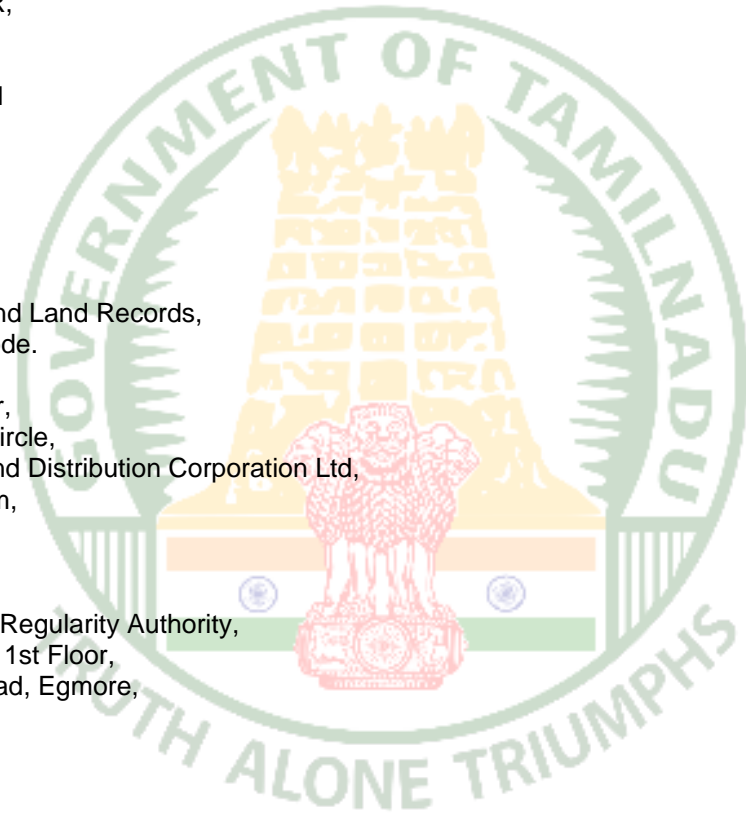 GOVERNMENT OF TAMILNADU
nd Land Records,
de.
r,
ircle,
nd Distribution Corporation Ltd,
n,
Regularity Authority,
1st Floor,
ad, Egmore,
TRUTH ALONE TRIUMPHS